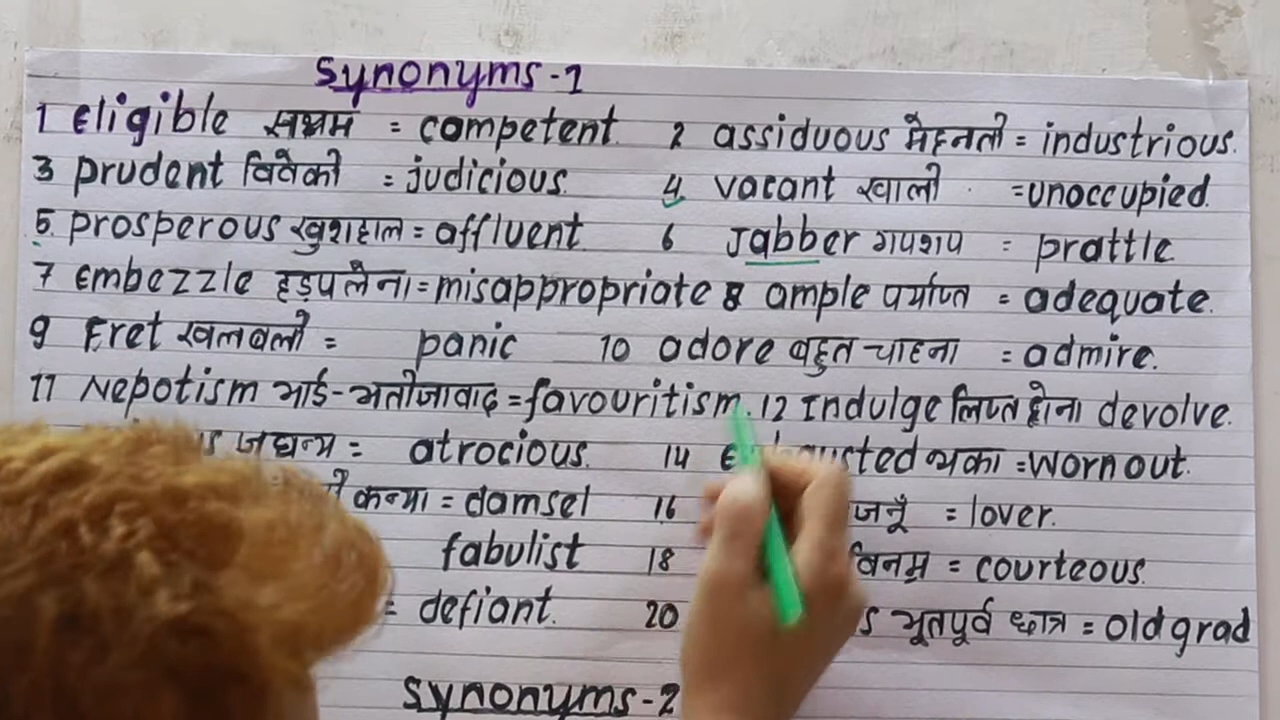 Synonyms-1
1 Eligible सक्षम = competent. 2 assiduous मेहनती = industrious.
3 prudent विवेकी = judicious. 4 vacant खाली =unoccupied.
5. prosperous खुशहाल = affluent. 6 Jabber गपशप = prattle
7 Embezzle हड़पलेना=misappropriate 8 ample पर्याप्त = adequate.
9 Fret खलबली = panic 10 adore बहुत चाहना =admire.
11 Nepotism भाई-भतीजावाद=favouritism. 12 Indulge लिप्त होना devolve.
जघन्य = atrocious. 14 थका =worn out.
कन्या = damsel 16 जनूँ = lover.
fabulist 18 विनम्र = courteous.
= defiant. 20 भूतपूर्व छात्र = old grad
Synonyms-2